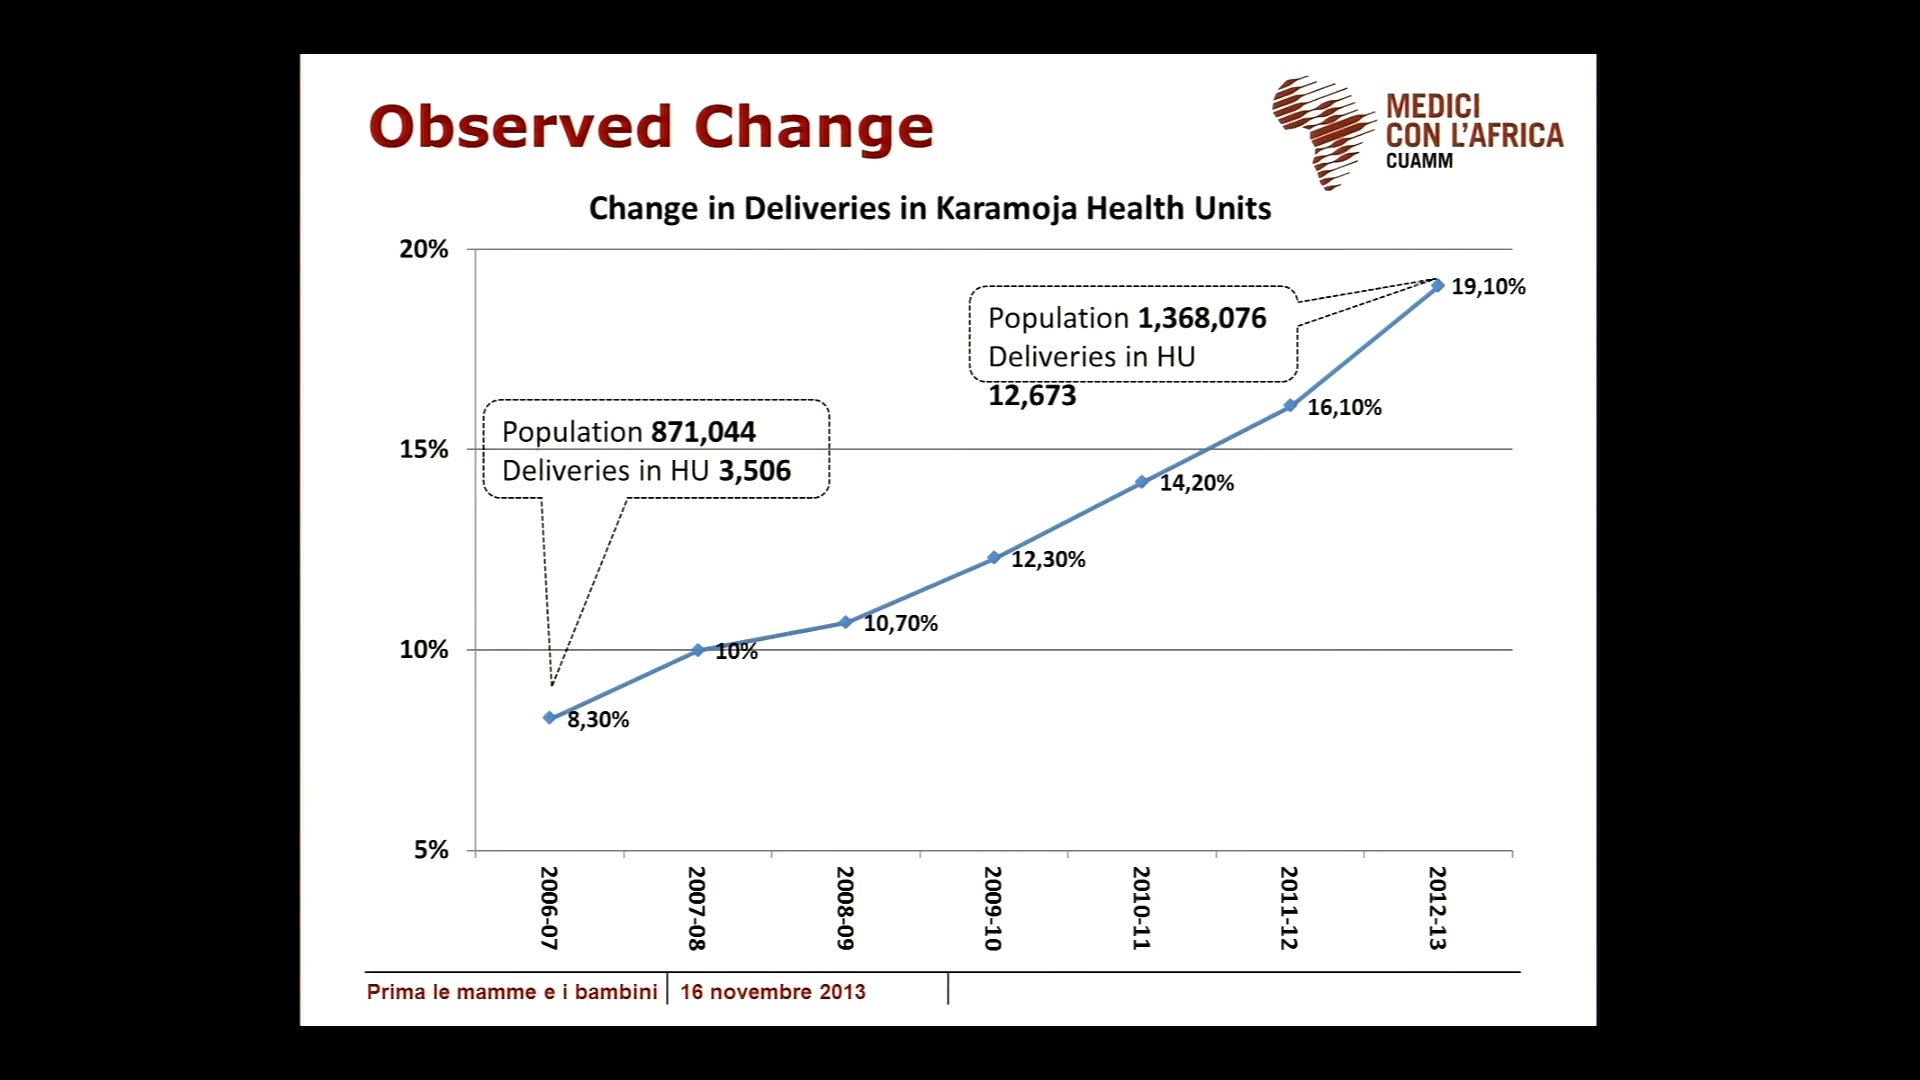 Observed Change
MEDICI
CON L'AFRICA
CUAMM
Change in Deliveries in Karamoja Health Units
20%
15%
10%
5%
Population 871,044
Deliveries in HU 3,506
Population 1,368,076
Deliveries in HU
12,673
8,30%
10%
10,70%
12,30%
14,20%
16,10%
19,10%
2006-07
2007-08
2008-09
2009-10
2010-11
2011-12
2012-13
Prima le mamme e i bambini
16 novembre 2013